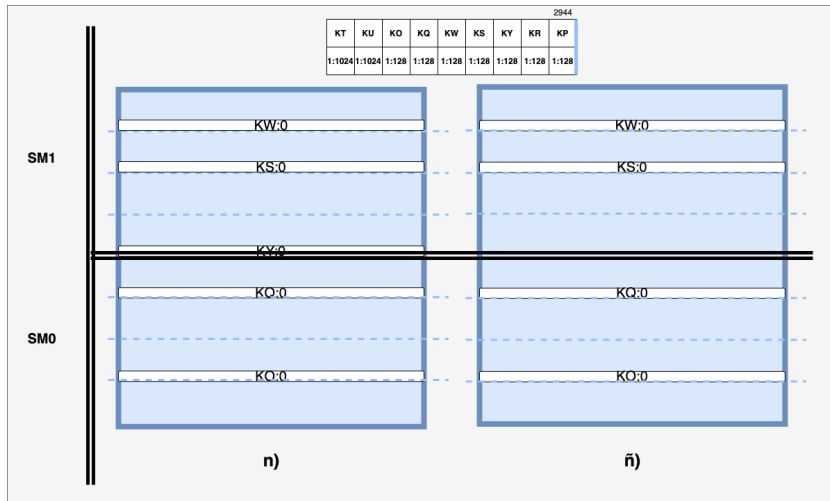 2944
KT KU KO KQ KW KS KY KR KP
1:1024 1:1024 1:128 1:128 1:128 1:128 1:128 1:128 1:128
KW:0 KW:0
SM1
KS:0 KS:0
KY:0
KQ:0 KQ:0
SM0
KO:0 KO:0
n) ñ)